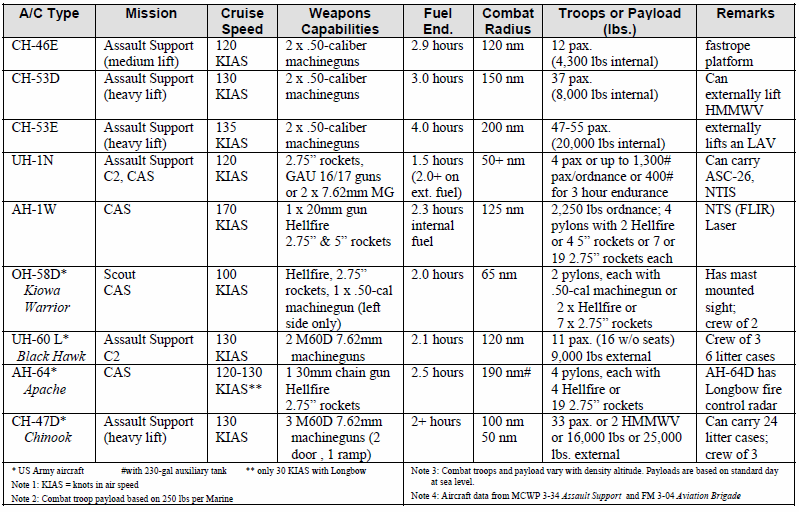 A/C Type Mission Cruise Speed Weapons Capabilities Fuel End. Combat Radius Troops or Payload (lbs.) Remarks
CH-46E Assault Support (medium lift) 120 KIAS 2 x .50-caliber machineguns 2.9 hours 120 nm 12 pax. (4,300 lbs internal) fastrope platform
CH-53D Assault Support (heavy lift) 130 KIAS 2 x .50-caliber machineguns 3.0 hours 150 nm 37 pax. (8,000 lbs internal) Can externally lift HMMWV
CH-53E Assault Support (heavy lift) 135 KIAS 2 x .50-caliber machineguns 4.0 hours 200 nm 47-55 pax. (20,000 lbs internal) externally lifts an LAV
UH-1N Assault Support C2, CAS 120 KIAS 2.75” rockets, GAU 16/17 guns or 2 x 7.62mm MG 1.5 hours (2.0+ on ext. fuel) 50+ nm 4 pax or up to 1,300# pax/ordnance or 400# for 3 hour endurance Can carry ASC-26, NTIS
AH-1W CAS 170 KIAS 1 x 20mm gun Hellfire 2.75” & 5” rockets 2.3 hours internal fuel 125 nm 2,250 lbs ordnance; 4 pylons with 2 Hellfire or 4 5” rockets or 7 or 19 2.75” rockets each NTS (FLIR) Laser
OH-58D* Kiowa Warrior Scout CAS 100 KIAS Hellfire, 2.75” rockets, 1 x .50-cal machinegun (left side only) 2.0 hours 65 nm 2 pylons, each with .50-cal machinegun or 2 x Hellfire or 7 x 2.75” rockets Has mast mounted sight; crew of 2
UH-60 L* Black Hawk Assault Support C2 130 KIAS 2 M60D 7.62mm machineguns 2.1 hours 120 nm 11 pax. (16 w/o seats) 9,000 lbs external Crew of 3 6 litter cases
AH-64* Apache CAS 120-130 KIAS** 1 30mm chain gun Hellfire 2.75” rockets 2.5 hours 190 nm# 4 pylons, each with 4 Hellfire or 19 2.75” rockets AH-64D has Longbow fire control radar
CH-47D* Chinook Assault Support (heavy lift) 130 KIAS 3 M60D 7.62mm machineguns (2 door , 1 ramp) 2+ hours 100 nm 50 nm 33 pax. or 2 HMMWV or 16,000 lbs or 25,000 lbs. external Can carry 24 litter cases; crew of 3
* US Army aircraft #with 230-gal auxiliary tank ** only 30 KIAS with Longbow
Note 1: KIAS = knots in air speed
Note 2: Combat troop payload based on 250 lbs per Marine
Note 3: Combat troops and payload vary with density altitude. Payloads are based on standard day
at sea level.
Note 4: Aircraft data from MCWP 3-34 Assault Support and FM 3-04 Aviation Brigade